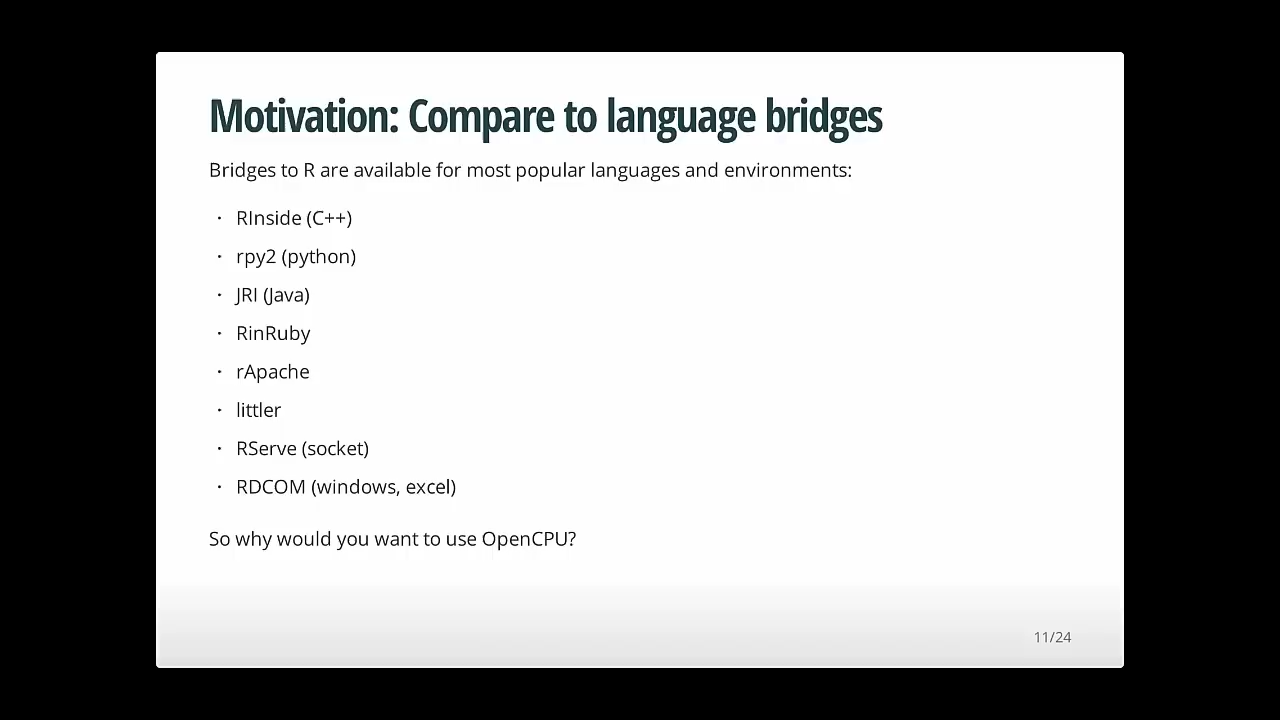 Motivation: Compare to language bridges
Bridges to R are available for most popular languages and environments:
· RInside (C++)
· rpy2 (python)
· JRI (Java)
· RinRuby
· rApache
· littler
· RServe (socket)
· RDCOM (windows, excel)
So why would you want to use OpenCPU?
11/24